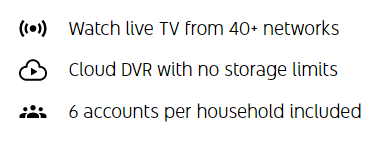 Watch live TV from 40+ networks
Cloud DVR with no storage limits
6 accounts per household included